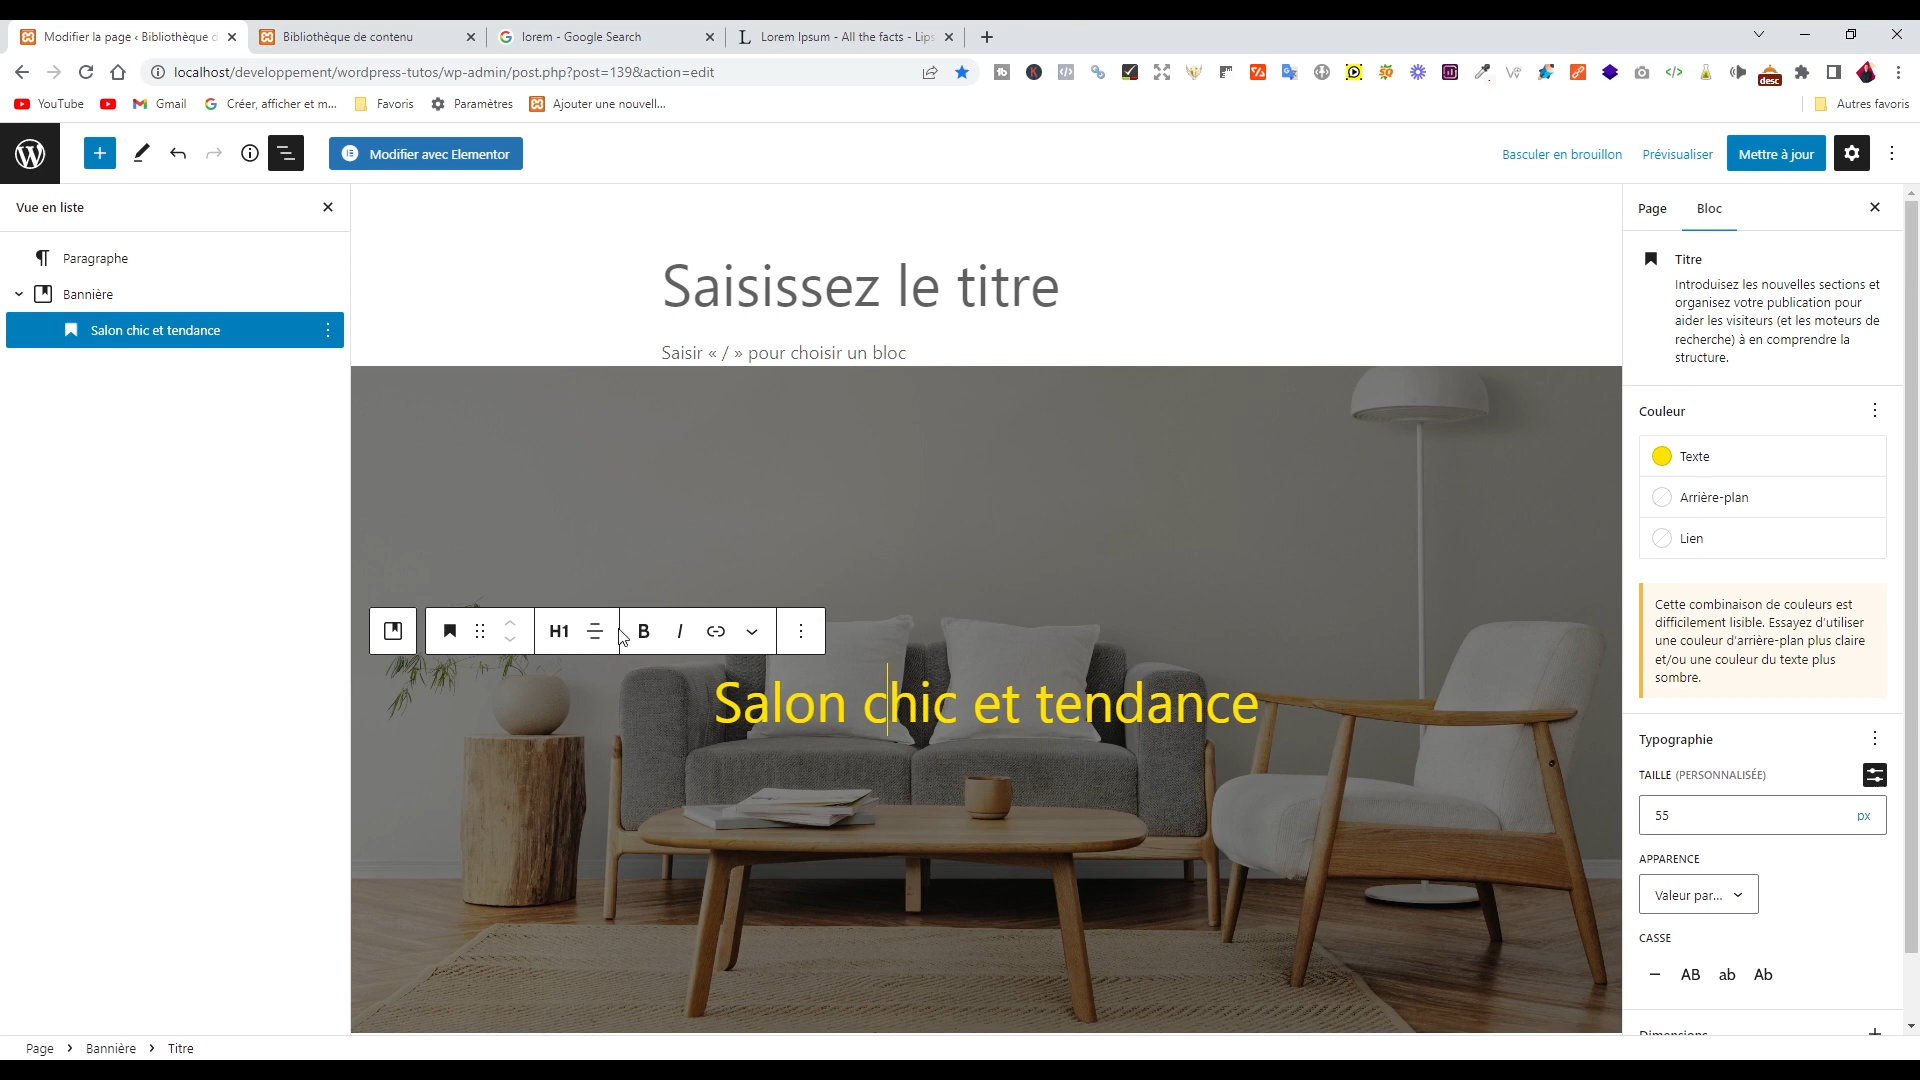 Modifier la page ‹ Bibliothèque d
Bibliothèque de contenu
lorem - Google Search
Lorem Ipsum - All the facts - Lips
localhost/developpement/wordpress-tutos/wp-admin/post.php?post=139&action=edit
YouTube
Gmail
Créer, afficher et m...
Favoris
Paramètres
Ajouter une nouvell...
Autres favoris
Modifier avec Elementor
Basculer en brouillon
Prévisualiser
Mettre à jour
Vue en liste
Paragraphe
Bannière
Salon chic et tendance
Saisissez le titre
Saisir « / » pour choisir un bloc
H1
B
I
Salon chic et tendance
Page
Bloc
Titre
Introduisez les nouvelles sections et
organisez votre publication pour
aider les visiteurs (et les moteurs de
recherche) à en comprendre la
structure.
Couleur
Texte
Arrière-plan
Lien
Cette combinaison de couleurs est
difficilement lisible. Essayez d'utiliser
une couleur d'arrière-plan plus claire
et/ou une couleur du texte plus
sombre.
Typographie
TAILLE (PERSONNALISÉE)
55 px
APPARENCE
Valeur par...
CASSE
– AB ab Ab
Dimensions
Page › Bannière › Titre